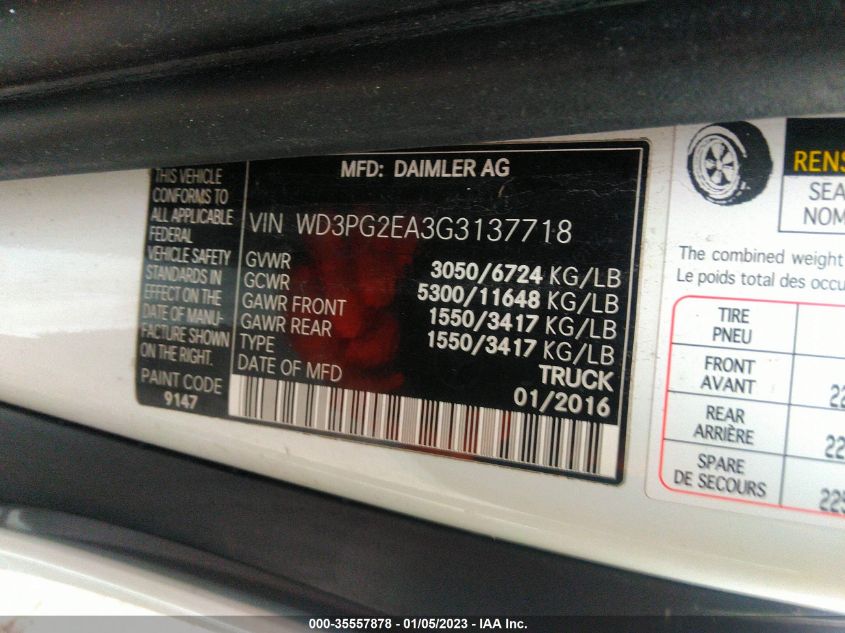 MFD: DAIMLER AG
THIS VEHICLE
CONFORMS TO
ALL APPLICABLE
FEDERAL
VEHICLE SAFETY
STANDARDS IN
EFFECT ON THE
DATE OF MANU-
FACTURE SHOWN
ON THE RIGHT.
PAINT CODE
9147
VIN WD3PG2EA3G3137718
GVWR 3050/6724 KG/LB
GCWR 5300/11648 KG/LB
GAWR FRONT 1550/3417 KG/LB
GAWR REAR 1550/3417 KG/LB
TYPE TRUCK
DATE OF MFD 01/2016
RENS
SEA
NOM
The combined weight
Le poids total des occu
TIRE
PNEU
FRONT
AVANT
22
REAR
ARRIÈRE
22
SPARE
DE SECOURS
225
000-35557878 - 01/05/2023 - IAA Inc.